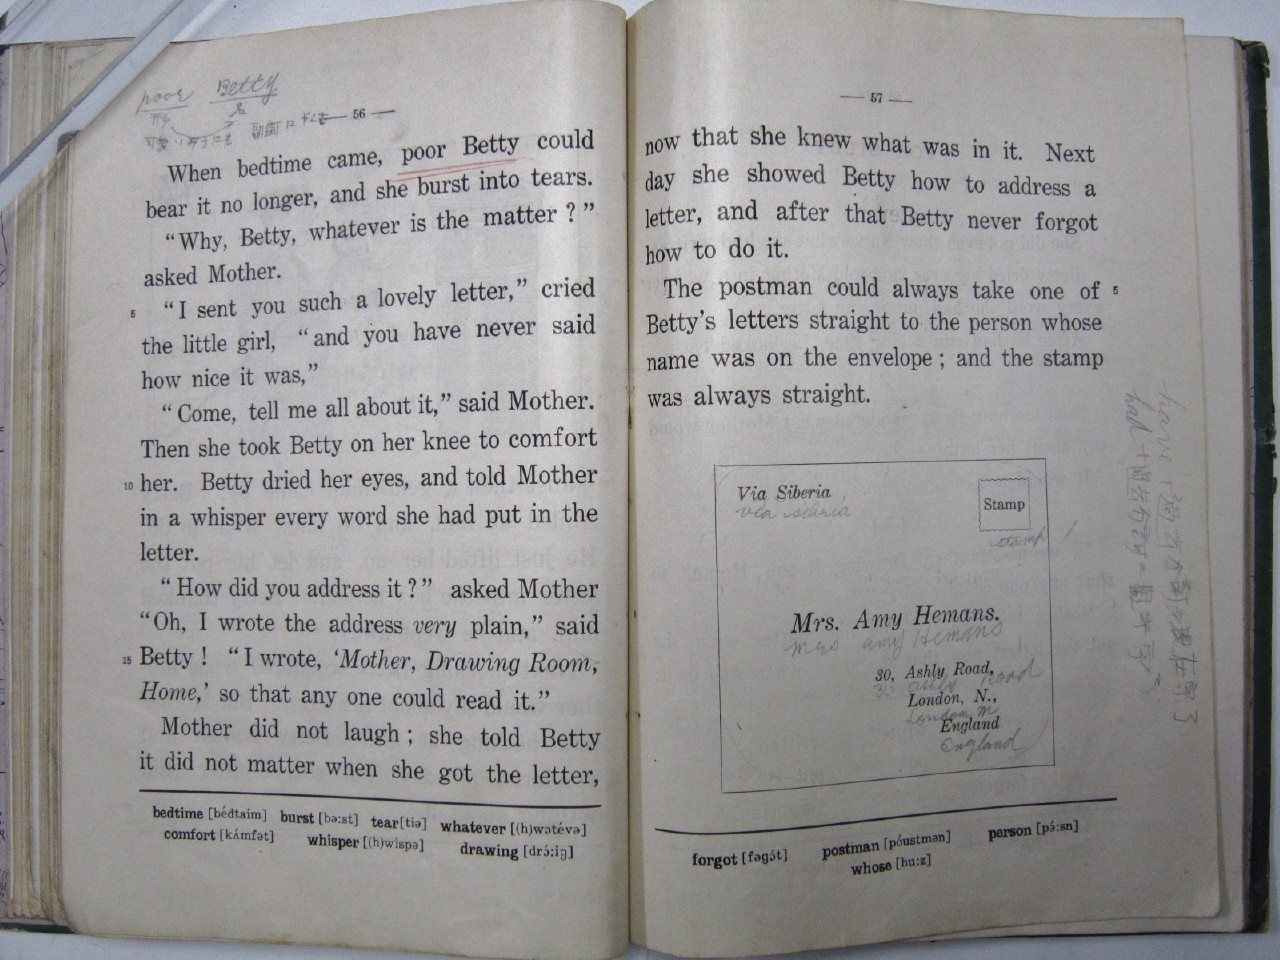 poor Betty
— 56 —
When bedtime came, poor Betty could
bear it no longer, and she burst into tears.
“Why, Betty, whatever is the matter ? ”
asked Mother.
5 “I sent you such a lovely letter,” cried
the little girl, “and you have never said
how nice it was,”
“Come, tell me all about it,” said Mother.
Then she took Betty on her knee to comfort
10 her. Betty dried her eyes, and told Mother
in a whisper every word she had put in the
letter.
“How did you address it ? ” asked Mother
“Oh, I wrote the address very plain,” said
15 Betty ! “I wrote, ‘Mother, Drawing Room,
Home,’ so that any one could read it.”
Mother did not laugh ; she told Betty
it did not matter when she got the letter,
bedtime [bédtaim] burst [bə:st] tear[tiə] whatever [(h)wɔtévə]
comfort [kámfət] whisper [(h)wíspə] drawing [drɔ́:iŋ]
— 57 —
now that she knew what was in it. Next
day she showed Betty how to address a
letter, and after that Betty never forgot
how to do it.
The postman could always take one of 5
Betty’s letters straight to the person whose
name was on the envelope ; and the stamp
was always straight.
Via Siberia
Stamp
stamp
Mrs. Amy Hemans.
mrs amy Hemans
30, Ashly Road,
London, N.,
England
England
forgot [fəgɔ́t] postman [póustmən] person [pə́:sn]
whose [hu:z]
have
had